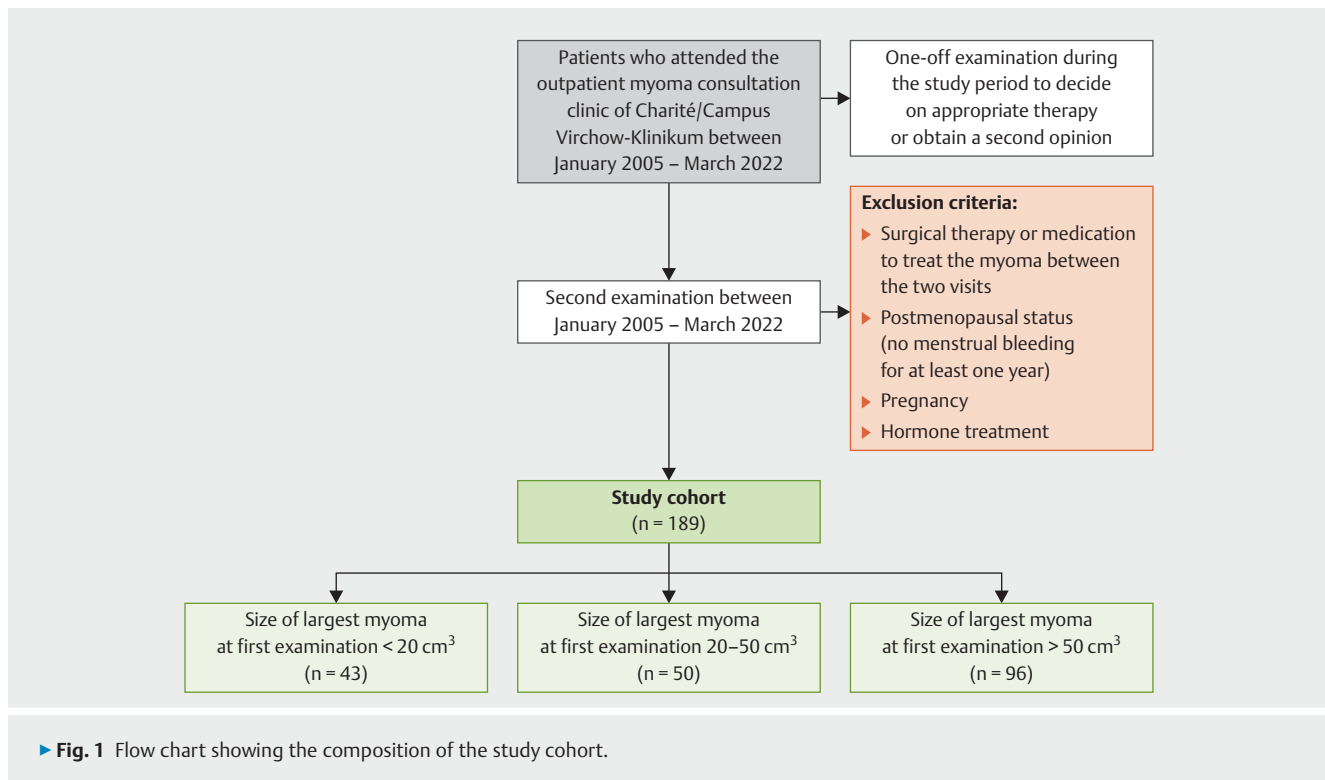 Patients who attended the
outpatient myoma consultation
clinic of Charité/Campus
Virchow-Klinikum between
January 2005 – March 2022
One-off examination during
the study period to decide
on appropriate therapy
or obtain a second opinion
Exclusion criteria:
▶ Surgical therapy or medication
to treat the myoma between
the two visits
▶ Postmenopausal status
(no menstrual bleeding
for at least one year)
▶ Pregnancy
▶ Hormone treatment
Second examination between
January 2005 – March 2022
Study cohort
(n = 189)
Size of largest myoma
at first examination < 20 cm³
(n = 43)
Size of largest myoma
at first examination 20–50 cm³
(n = 50)
Size of largest myoma
at first examination > 50 cm³
(n = 96)
▶ Fig. 1 Flow chart showing the composition of the study cohort.